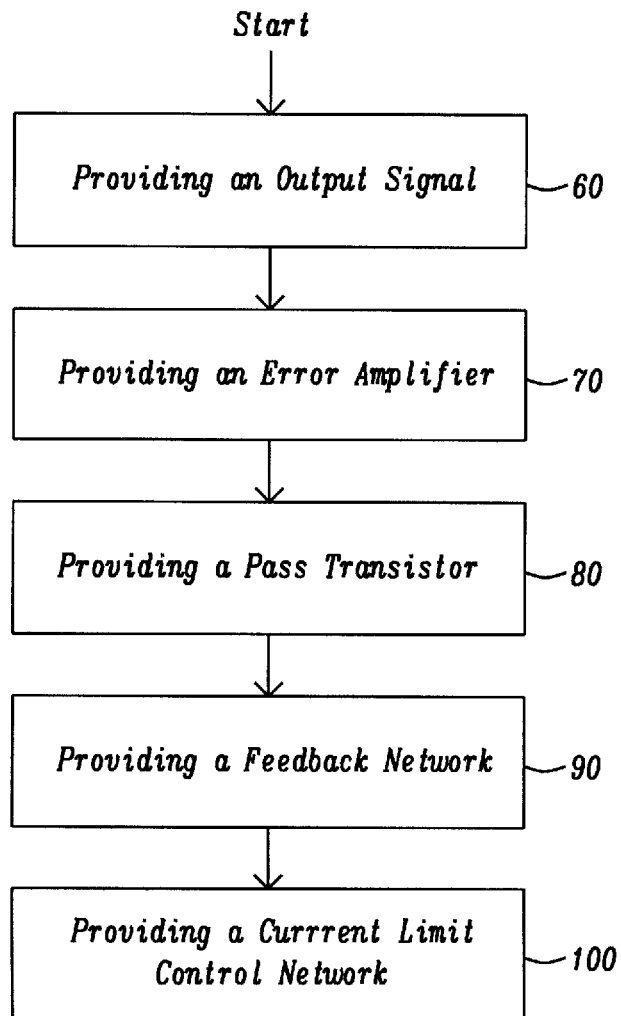 Start
Providing an Output Signal
60
Providing an Error Amplifier
70
Providing a Pass Transistor
80
Providing a Feedback Network
90
Providing a Currrent Limit
Control Network
100